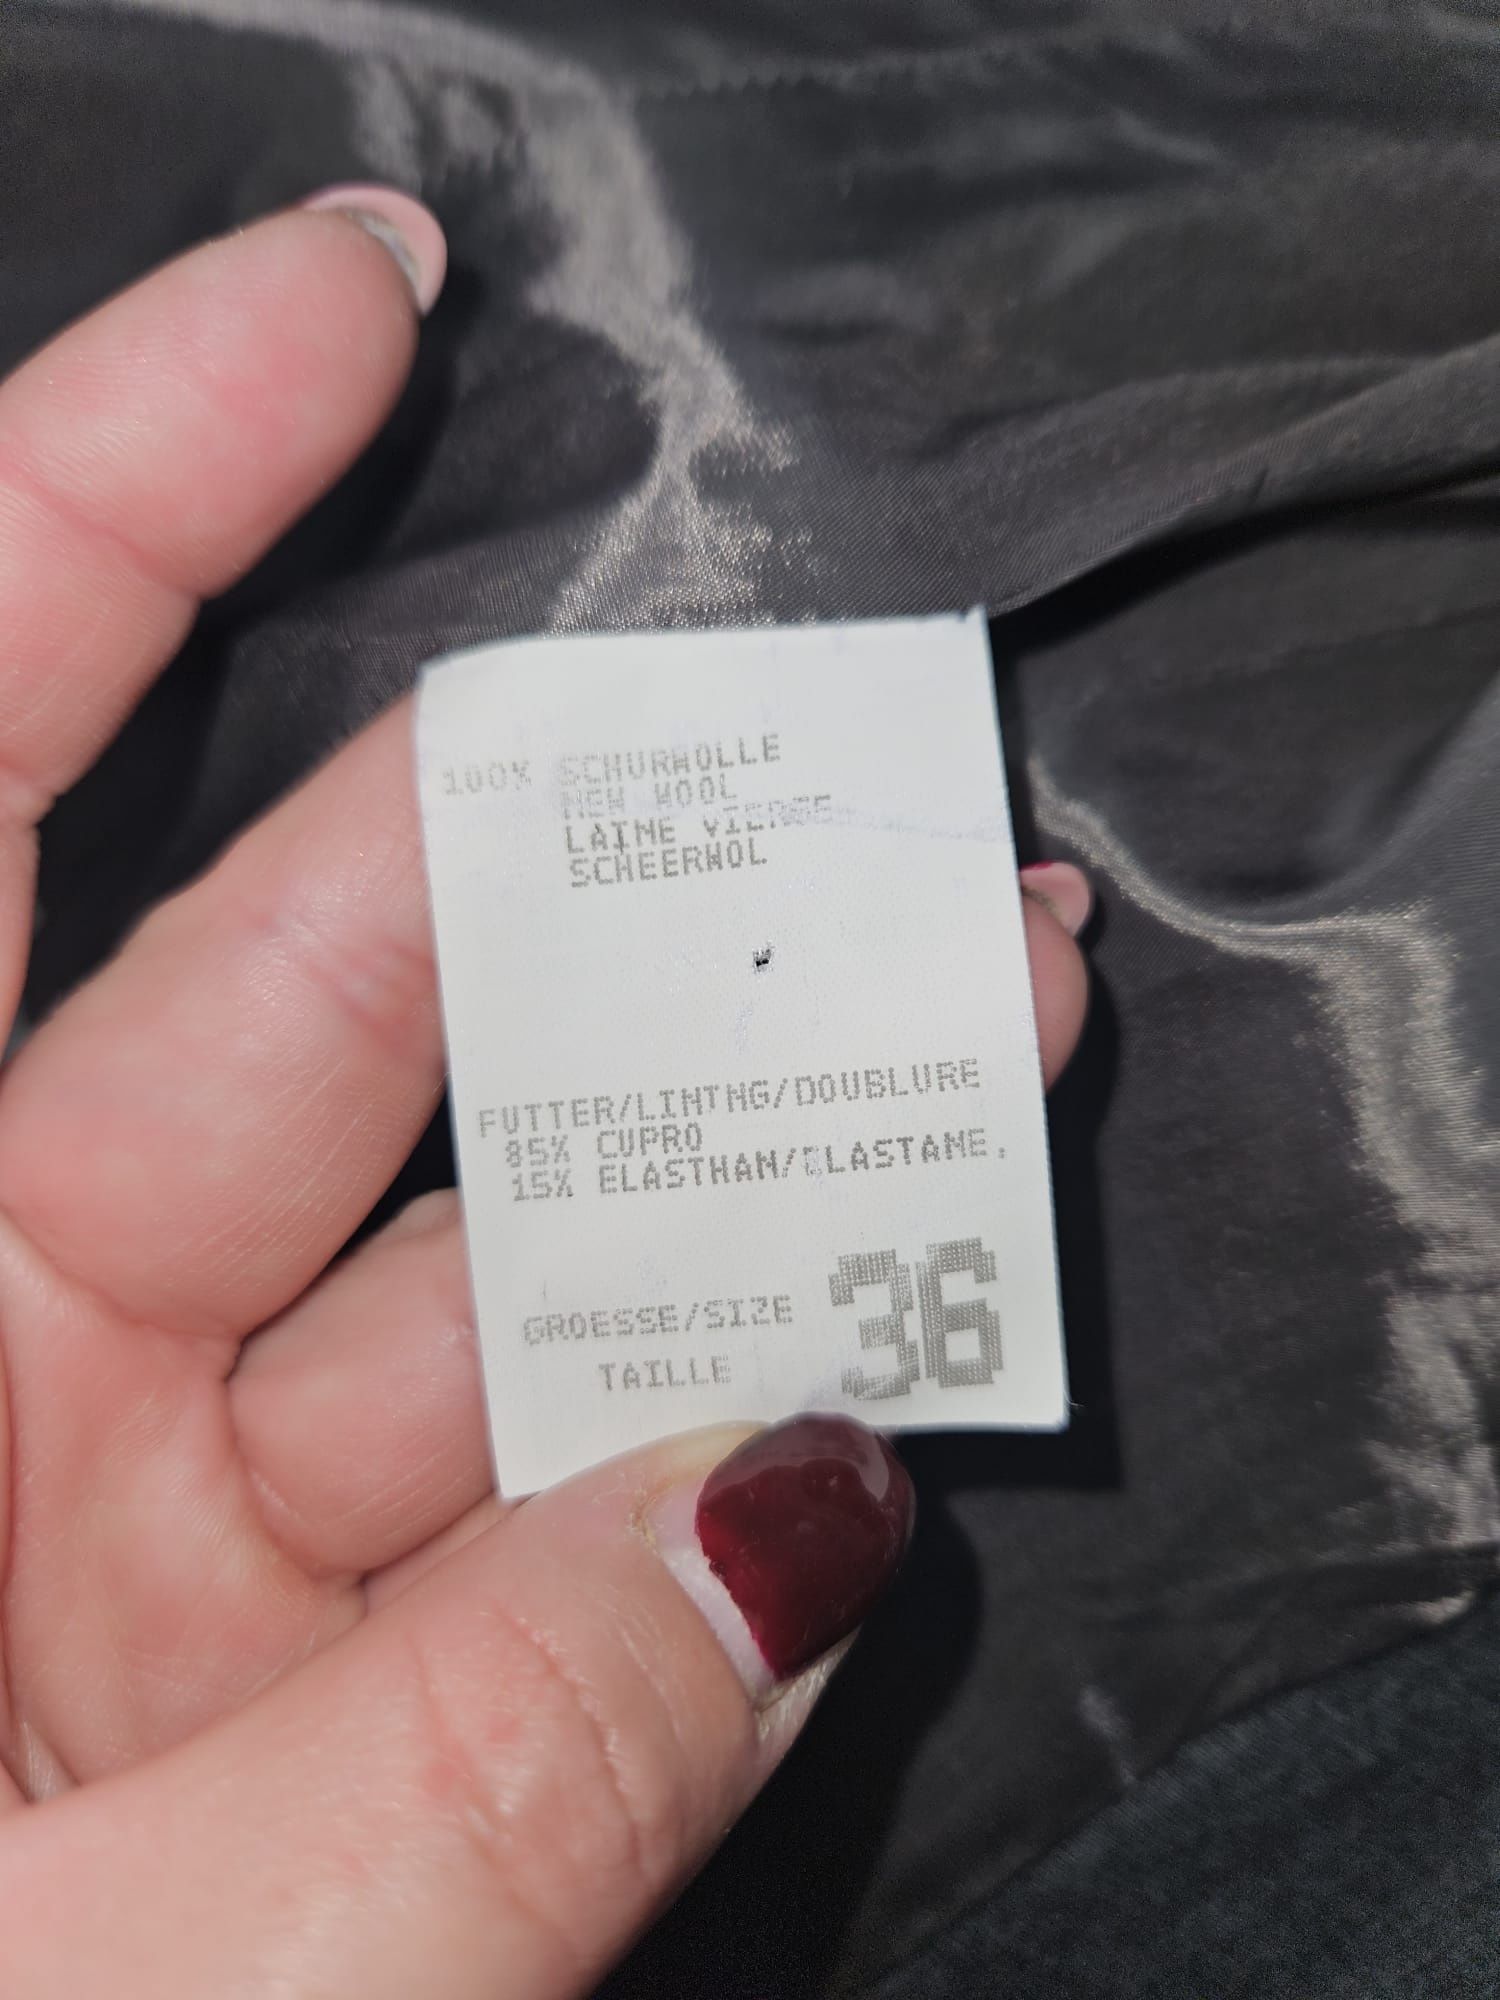 100% SCHURWOLLE
NEW WOOL
LAINE VIERGE
SCHEERWOL
FUTTER/LINING/DOUBLURE
85% CUPRO
15% ELASTHAN/ELASTANE.
GROESSE/SIZE 36
TAILLE